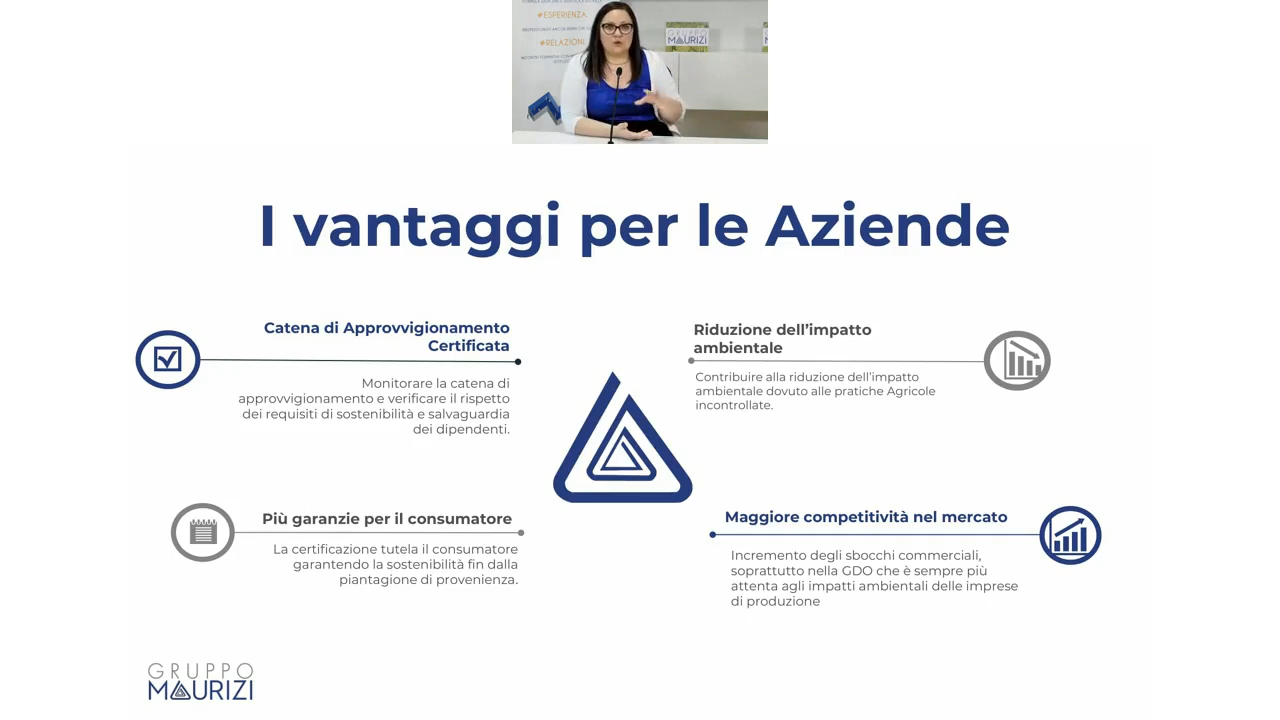 #ESPERIENZA
#RELAZIONI
GRUPPO
MAURIZI
I vantaggi per le Aziende
Catena di Approvvigionamento
Certificata
Monitorare la catena di
approvvigionamento e verificare il rispetto
dei requisiti di sostenibilità e salvaguardia
dei dipendenti.
Riduzione dell’impatto
ambientale
Contribuire alla riduzione dell’impatto
ambientale dovuto alle pratiche Agricole
incontrollate.
Più garanzie per il consumatore
La certificazione tutela il consumatore
garantendo la sostenibilità fin dalla
piantagione di provenienza.
Maggiore competitività nel mercato
Incremento degli sbocchi commerciali,
soprattutto nella GDO che è sempre più
attenta agli impatti ambientali delle imprese
di produzione
GRUPPO
MAURIZI